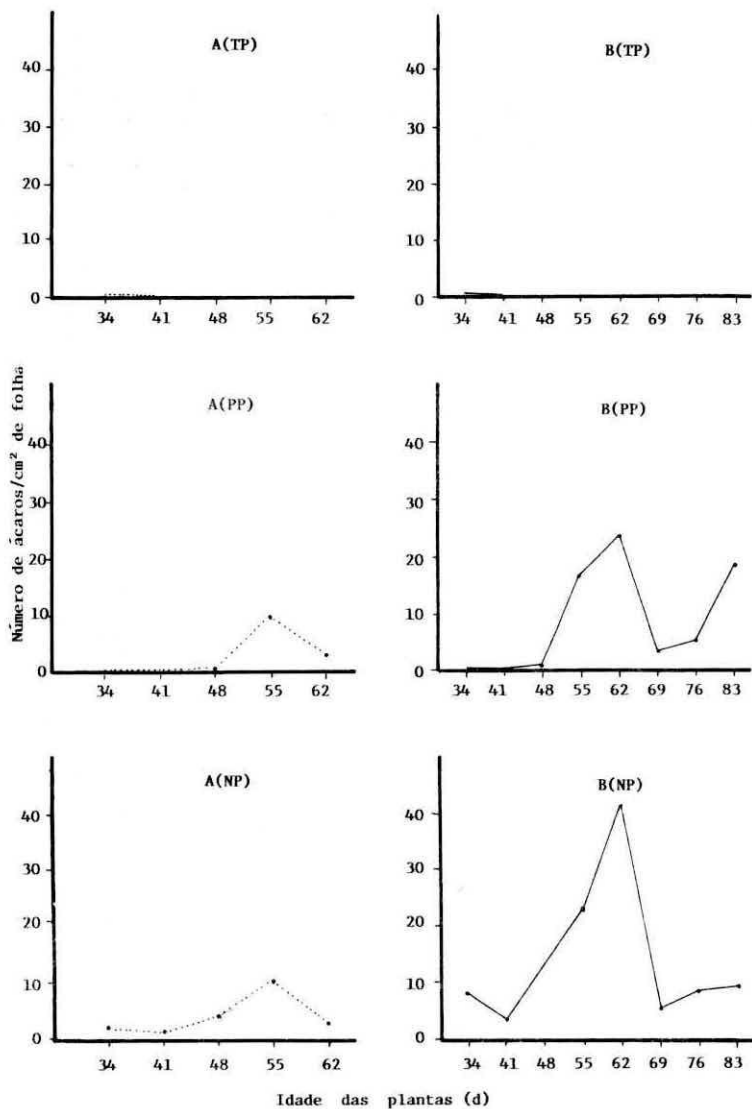 A(TP)
40
30
20
10
0
34 41 48 55 62
B(TP)
40
30
20
10
0
34 41 48 55 62 69 76 83
Número de ácaros/cm² de folha
A(PP)
40
30
20
10
0
34 41 48 55 62
B(PP)
40
30
20
10
0
34 41 48 55 62 69 76 83
A(NP)
40
30
20
10
0
34 41 48 55 62
B(NP)
40
30
20
10
0
34 41 48 55 62 69 76 83
Idade das plantas (d)